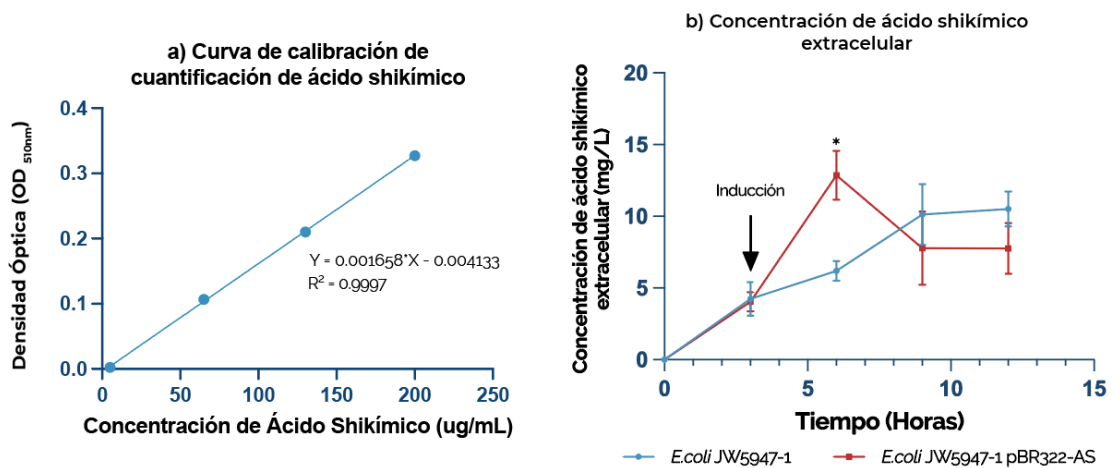 a) Curva de calibración de
cuantificación de ácido shikímico
Densidad Óptica (OD 510nm)
0.4
0.3
0.2
0.1
0.0
Y = 0.001658*X - 0.004133
R² = 0.9997
0
50
100
150
200
250
Concentración de Ácido Shikímico (ug/mL)
b) Concentración de ácido shikímico
extracelular
Concentración de ácido shikímico
extracelular (mg/L)
20
15
10
5
0
Inducción
*
0
5
10
15
Tiempo (Horas)
E.coli JW5947-1
E.coli JW5947-1 pBR322-AS